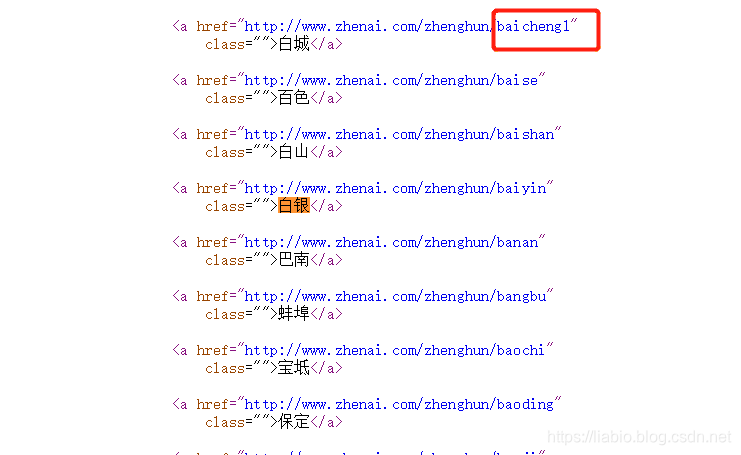 <a href="http://www.zhenai.com/zhenghun/baicheng1"
class="">白城</a>
<a href="http://www.zhenai.com/zhenghun/baise"
class="">百色</a>
<a href="http://www.zhenai.com/zhenghun/baishan"
class="">白山</a>
<a href="http://www.zhenai.com/zhenghun/baiyin"
class="">白银</a>
<a href="http://www.zhenai.com/zhenghun/banan"
class="">巴南</a>
<a href="http://www.zhenai.com/zhenghun/bangbu"
class="">蚌埠</a>
<a href="http://www.zhenai.com/zhenghun/baochi"
class="">宝坻</a>
<a href="http://www.zhenai.com/zhenghun/baoding"
class="">保定</a>
https://liabio.blog.csdn.net